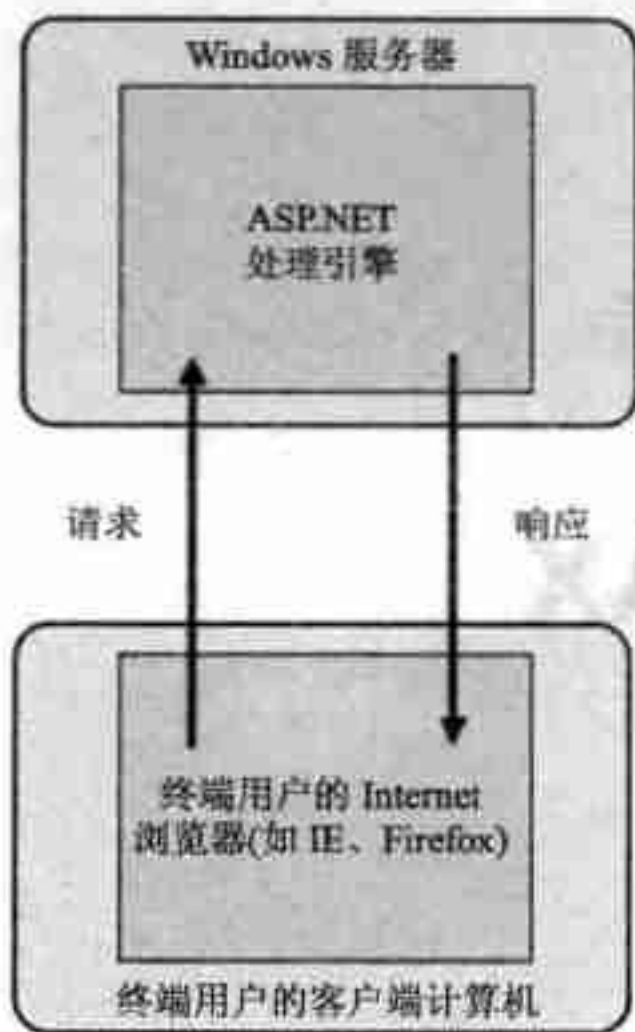 Windows 服务器
ASP.NET
处理引擎
请求
响应
终端用户的 Internet
浏览器(如 IE、Firefox)
终端用户的客户端计算机